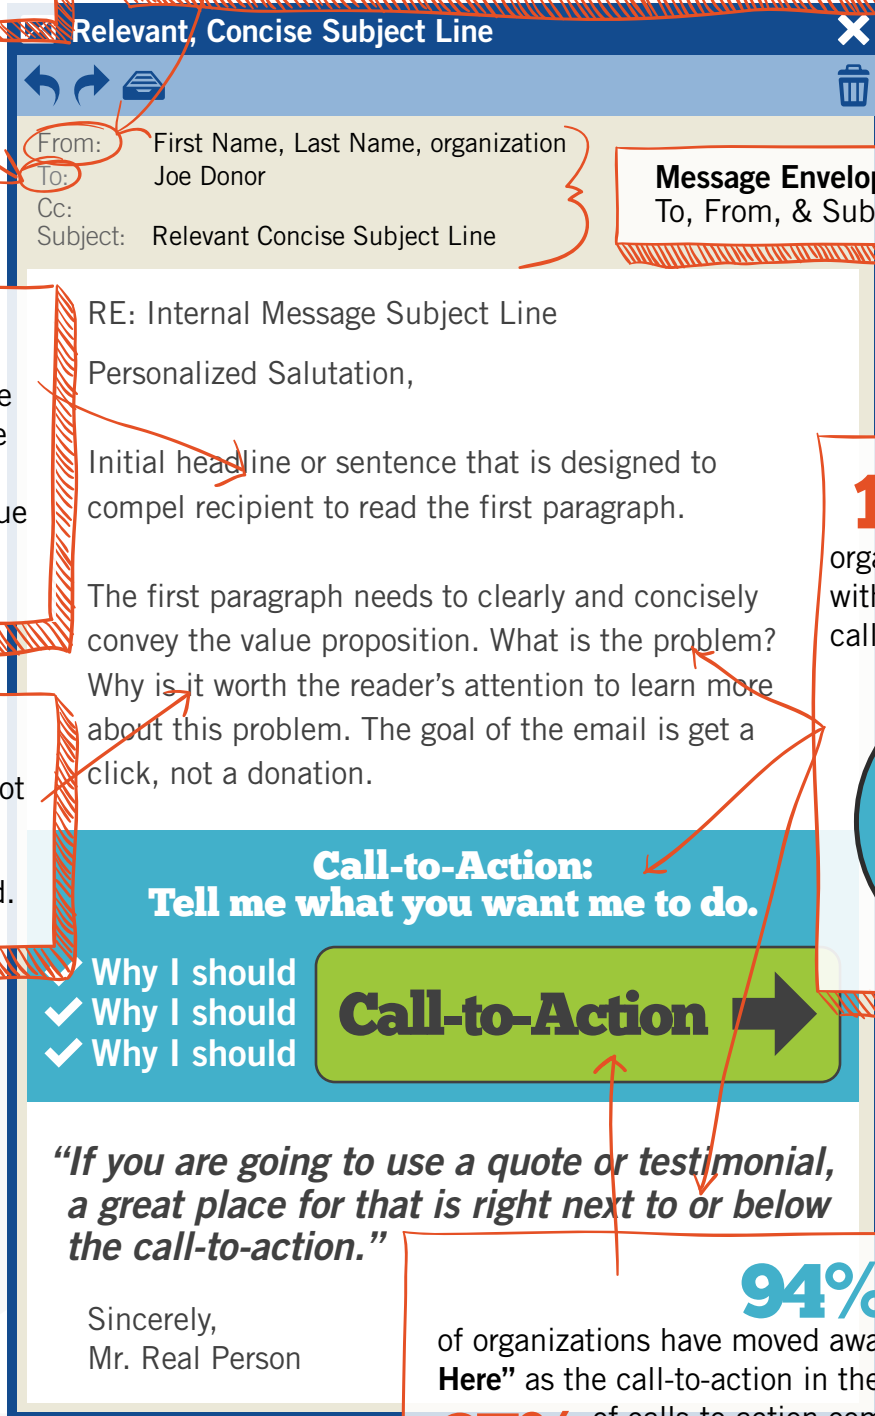 Relevant, Concise Subject Line
From: First Name, Last Name, organization
To: Joe Donor
Cc:
Subject: Relevant Concise Subject Line
Message
To, From, & Sub
RE: Internal Message Subject Line
Personalized Salutation,
Initial headline or sentence that is designed to
compel recipient to read the first paragraph.
The first paragraph needs to clearly and concisely
convey the value proposition. What is the problem?
Why is it worth the reader's attention to learn more
about this problem. The goal of the email is get a
click, not a donation.
Call-to-Action:
Tell me what you want me to do.
Why I should
Why I should
Why I should
Call-to-Action
“If you are going to use a quote or testimonial,
a great place for that is right next to or below
the call-to-action.”
Sincerely,
Mr. Real Person
94%
of organizations have moved
Here” as the call-to-action in the
of calls-to-action